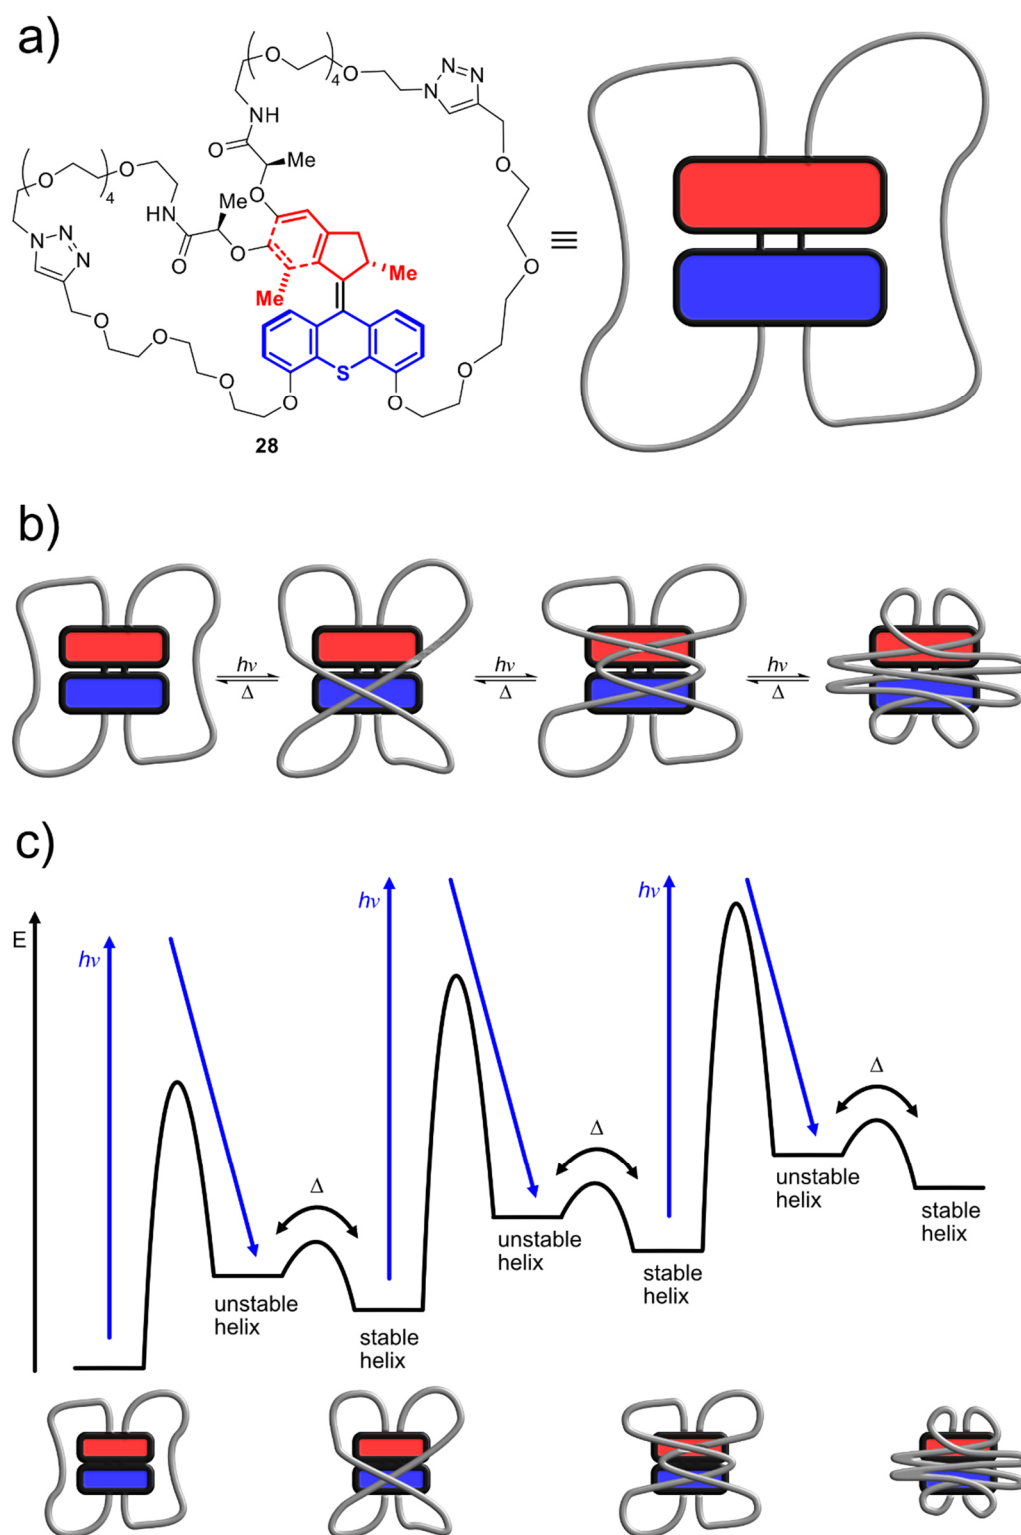 a)
O
4
O
N
N
N
NH
O
Me
O
O
O
4
O
NH
Me
O
O
N
N
N
O
O
Me
Me
O
O
O
S
O
O
O
28
≡
b)
hν
Δ
hν
Δ
hν
Δ
c)
E
hν
hν
hν
Δ
Δ
Δ
unstable
helix
stable
helix
unstable
helix
stable
helix
unstable
helix
stable
helix